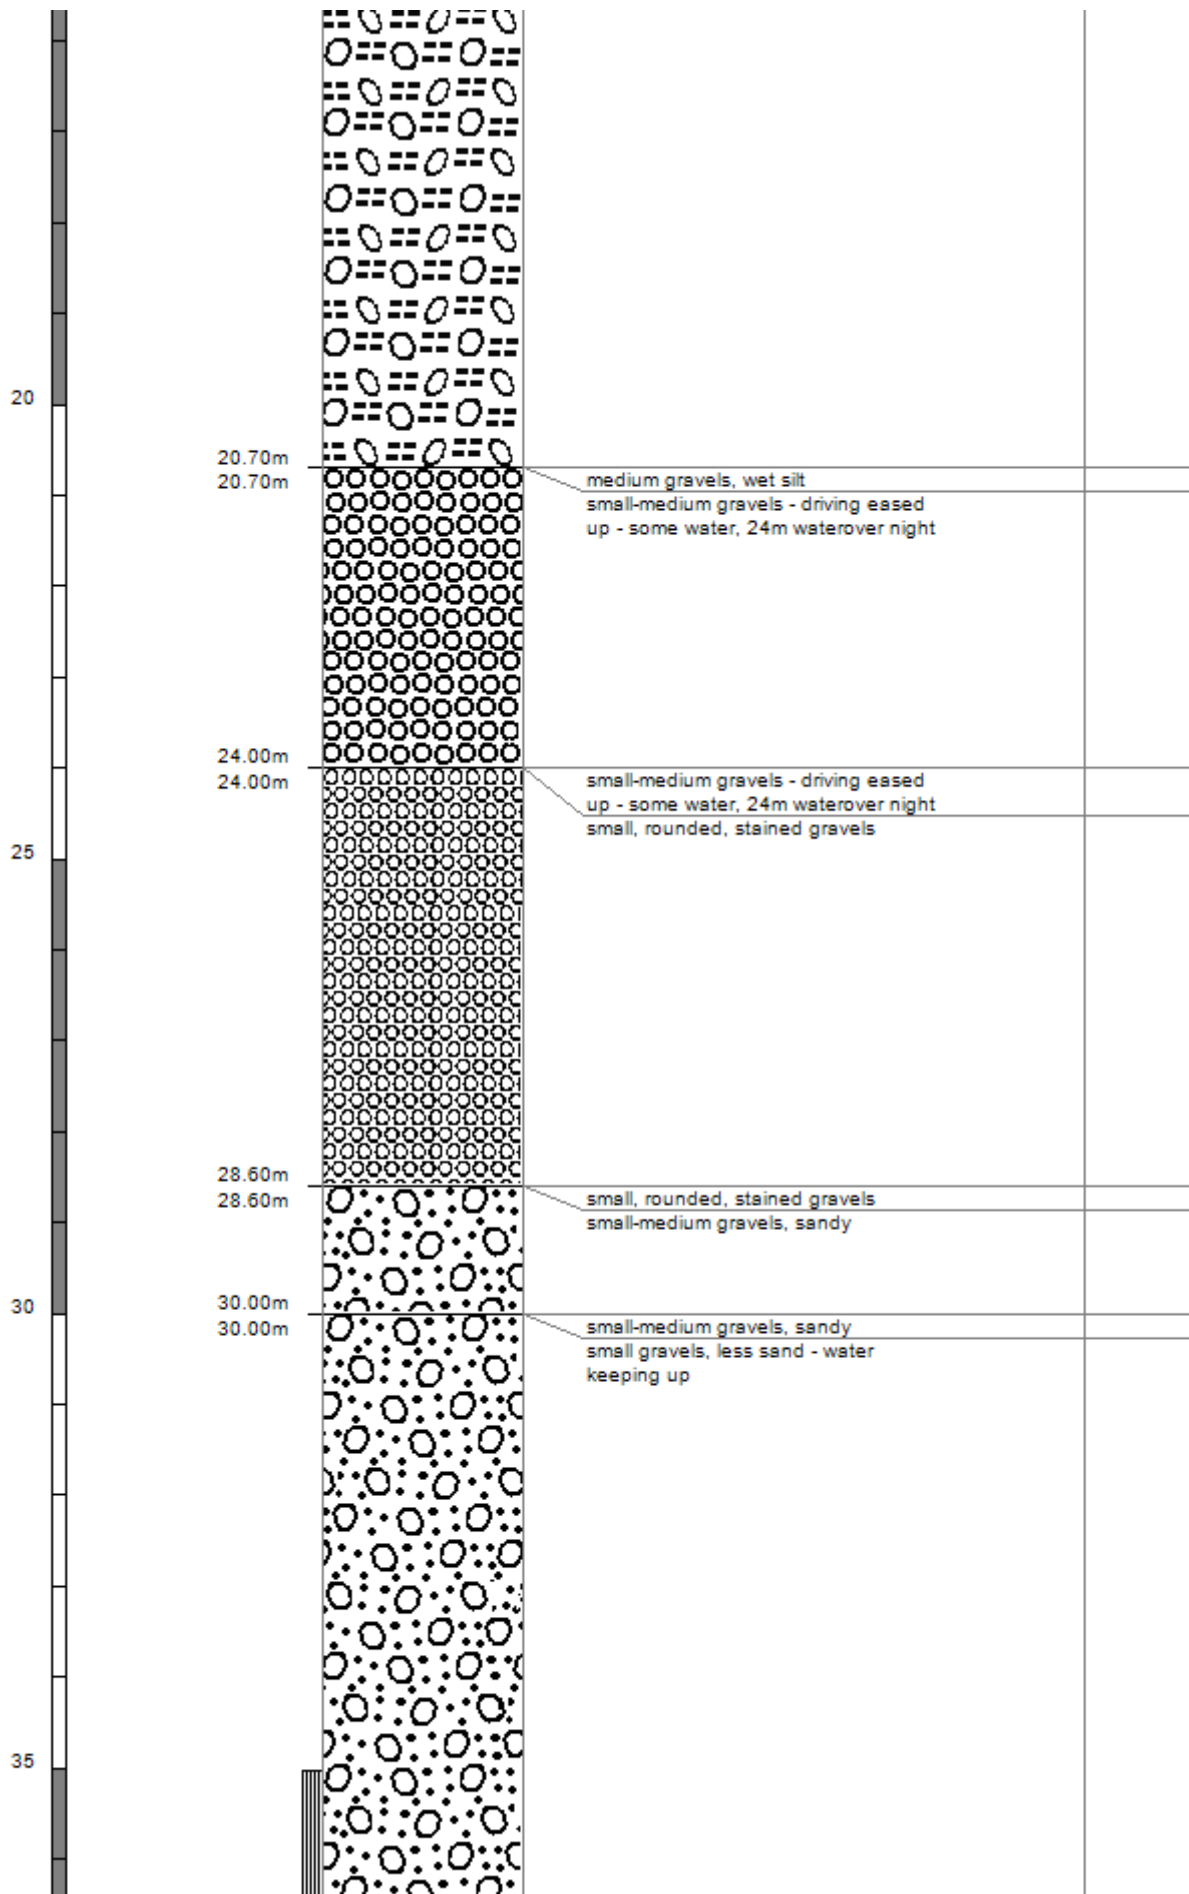 20
20.70m
20.70m
medium gravels, wet silt
small-medium gravels - driving eased
up - some water, 24m waterover night
24.00m
24.00m
small-medium gravels - driving eased
up - some water, 24m waterover night
small, rounded, stained gravels
25
28.60m
28.60m
small, rounded, stained gravels
small-medium gravels, sandy
30
30.00m
30.00m
small-medium gravels, sandy
small gravels, less sand - water
keeping up
35